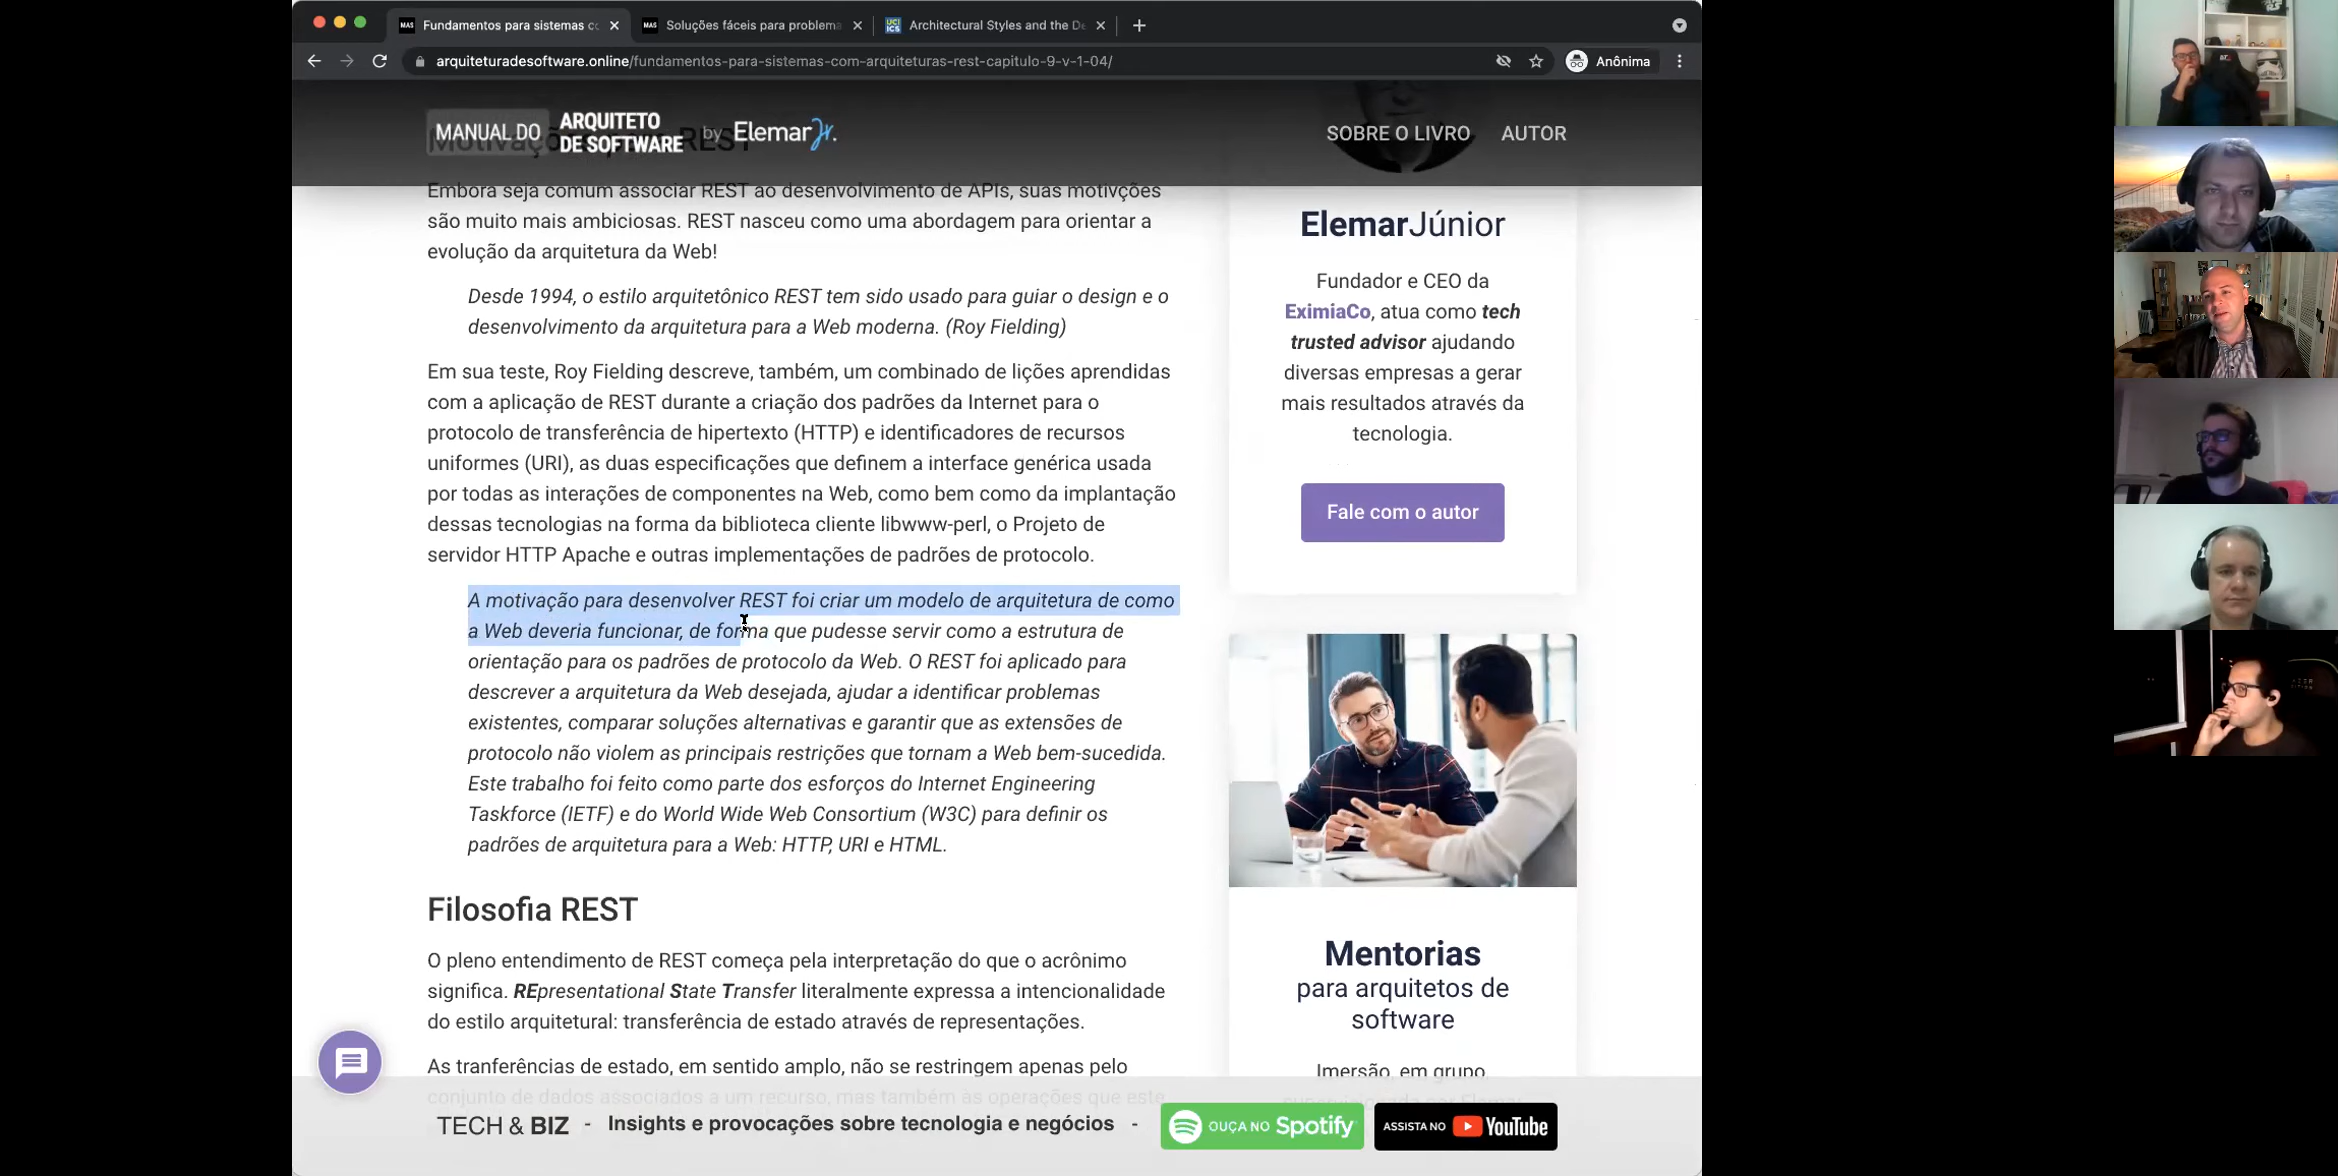 Fundamentos para sistemas co
Soluções fáceis para problema
Architectural Styles and the De
arquiteturadesoftware.online/fundamentos-para-sistemas-com-arquiteturas-rest-capitulo-9-v-1-04/
Anônima
MANUAL DO ARQUITETO DE SOFTWARE by ElemarJr.
SOBRE O LIVRO
AUTOR
Embora seja comum associar REST ao desenvolvimento de APIs, suas motivções
são muito mais ambiciosas. REST nasceu como uma abordagem para orientar a
evolução da arquitetura da Web!
Desde 1994, o estilo arquitetônico REST tem sido usado para guiar o design e o
desenvolvimento da arquitetura para a Web moderna. (Roy Fielding)
Em sua teste, Roy Fielding descreve, também, um combinado de lições aprendidas
com a aplicação de REST durante a criação dos padrões da Internet para o
protocolo de transferência de hipertexto (HTTP) e identificadores de recursos
uniformes (URI), as duas especificações que definem a interface genérica usada
por todas as interações de componentes na Web, como bem como da implantação
dessas tecnologias na forma da biblioteca cliente libwww-perl, o Projeto de
servidor HTTP Apache e outras implementações de padrões de protocolo.
A motivação para desenvolver REST foi criar um modelo de arquitetura de como
a Web deveria funcionar, de forma que pudesse servir como a estrutura de
orientação para os padrões de protocolo da Web. O REST foi aplicado para
descrever a arquitetura da Web desejada, ajudar a identificar problemas
existentes, comparar soluções alternativas e garantir que as extensões de
protocolo não violem as principais restrições que tornam a Web bem-sucedida.
Este trabalho foi feito como parte dos esforços do Internet Engineering
Taskforce (IETF) e do World Wide Web Consortium (W3C) para definir os
padrões de arquitetura para a Web: HTTP, URI e HTML.
Filosofia REST
O pleno entendimento de REST começa pela interpretação do que o acrônimo
significa. REpresentational State Transfer literalmente expressa a intencionalidade
do estilo arquitetural: transferência de estado através de representações.
As tranferências de estado, em sentido amplo, não se restringem apenas pelo
conjunto de dados associados a um recurso, mas também às operações que este
ElemarJúnior
Fundador e CEO da
EximiaCo, atua como tech
trusted advisor ajudando
diversas empresas a gerar
mais resultados através da
tecnologia.
Fale com o autor
Mentorias
para arquitetos de
software
Imersão, em grupo,
TECH & BIZ - Insights e provocações sobre tecnologia e negócios -
OUÇA NO Spotify
ASSISTA NO YouTube